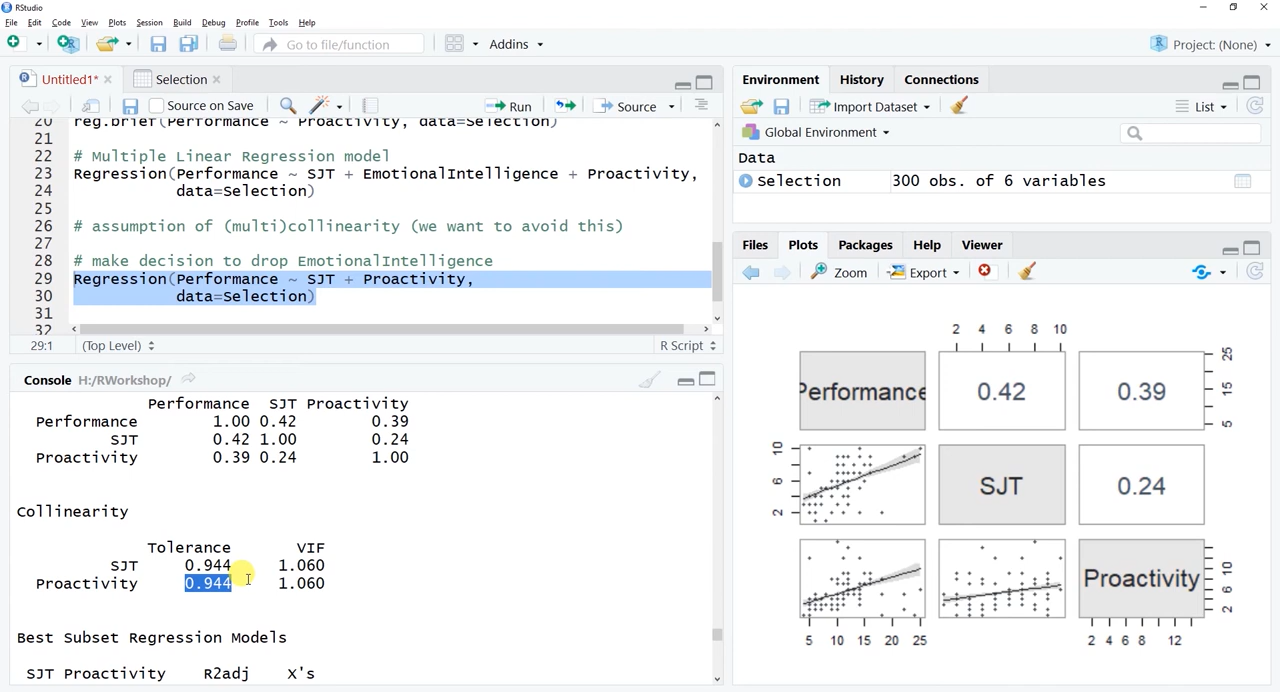 RStudio
File Edit Code View Plots Session Build Debug Profile Tools Help
Go to file/function Addins Project: (None)
Untitled1* Selection
Source on Save Run Source
20 reg.brief(Performance ~ Proactivity, data=Selection)
21
22 # Multiple Linear Regression model
23 Regression(Performance ~ SJT + EmotionalIntelligence + Proactivity,
24 data=Selection)
25
26 # assumption of (multi)collinearity (we want to avoid this)
27
28 # make decision to drop EmotionalIntelligence
29 Regression(Performance ~ SJT + Proactivity,
30 data=Selection)
31
32
29:1 (Top Level) R Script
Console H:/RWorkshop/
Performance SJT Proactivity
Performance 1.00 0.42 0.39
SJT 0.42 1.00 0.24
Proactivity 0.39 0.24 1.00
Collinearity
Tolerance VIF
SJT 0.944 1.060
Proactivity 0.944 1.060
Best Subset Regression Models
SJT Proactivity R2adj X's
Environment History Connections
Import Dataset List
Global Environment
Data
Selection 300 obs. of 6 variables
Files Plots Packages Help Viewer
Zoom Export
2 4 6 8 10
Performance 0.42 0.39 5 15 25
2 6 10 SJT 0.24
Proactivity 2 6 10
5 10 15 20 25 2 4 6 8 12